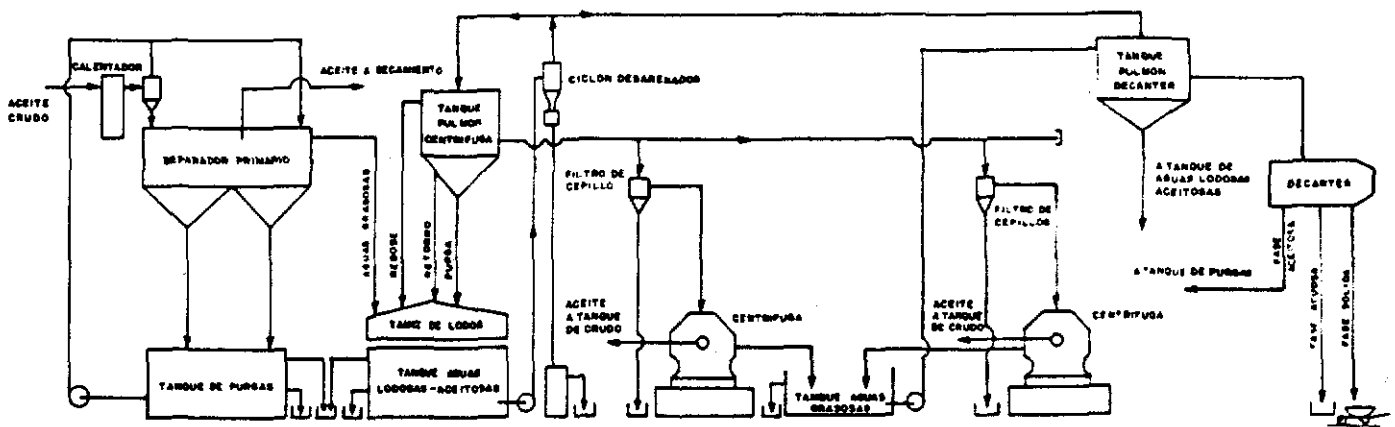 CALENTADOR
ACEITE
CRUDO
ACEITE A SECAMIENTO
SEPARADOR PRIMARIO
AGUAS GRASOSAS
REBOSE
RETORNO
PURGA
TANQUE
PULMON
CENTRIFUGA
CICLON DESARENADOR
TAMIZ DE LODOS
TANQUE DE PURGAS
TANQUE AGUAS
LODOSAS-ACEITOSAS
FILTRO DE
CEPILLO
ACEITE
A TANQUE
DE CRUDO
CENTRIFUGA
TANQUE AGUAS
GRASOSAS
FILTRO DE
CEPILLOS
ACEITE
A TANQUE
DE CRUDO
CENTRIFUGA
TANQUE
PULMON
DECANTER
A TANQUE DE
AGUAS LODOSAS
ACEITOSAS
DECANTER
FASE
ACEITOSA
A TANQUE DE PURGAS
FASE ACUOSA
FASE SOLIDA